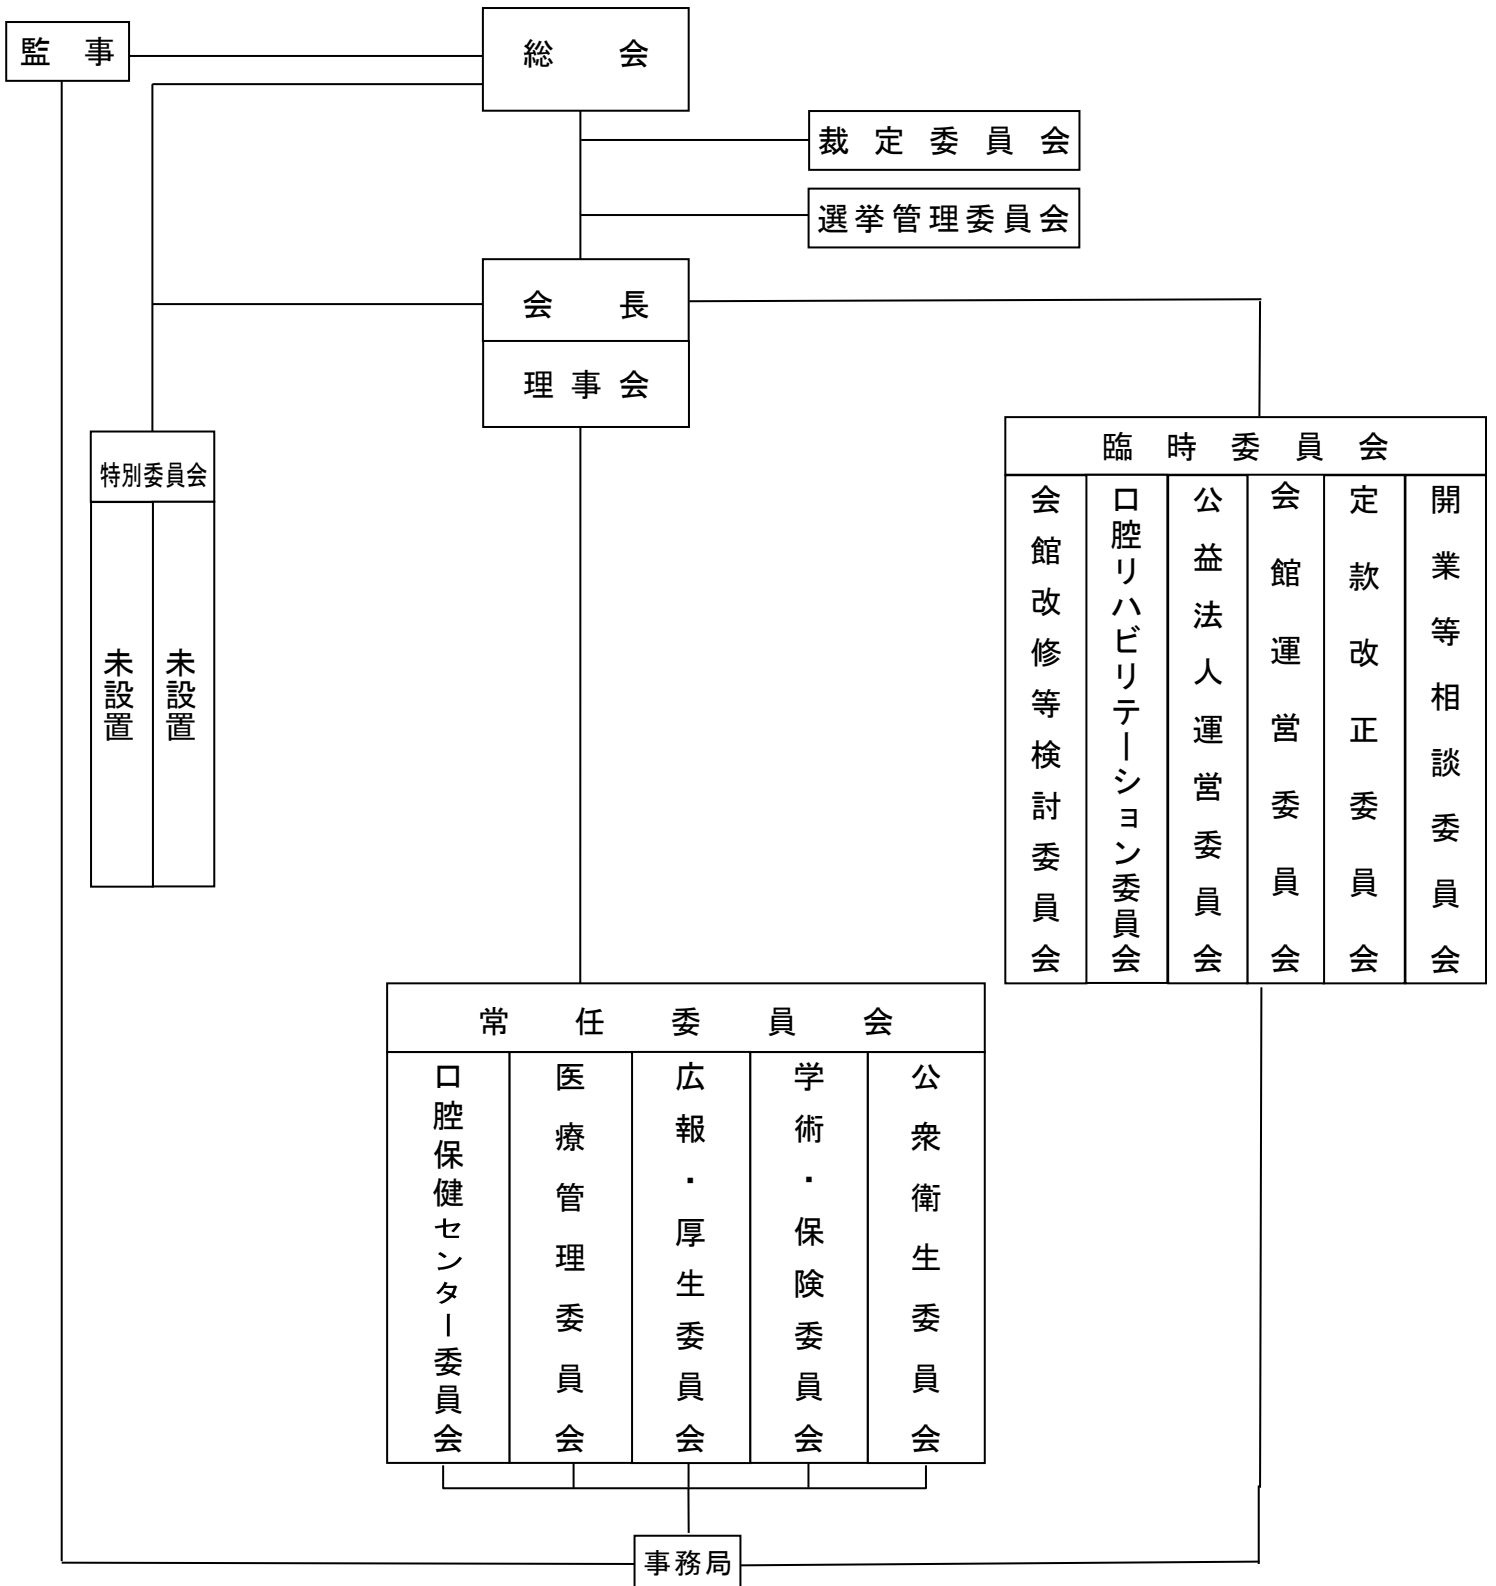 監事
総会
裁定委員会
選挙管理委員会
会長
理事会
特別委員会
未設置
未設置
臨時委員会
会館改修等検討委員会
口腔リハビリテーション委員会
公益法人運営委員会
会館運営委員会
定款改正委員会
開業等相談委員会
常任委員会
口腔保健センター委員会
医療管理委員会
広報・厚生委員会
学術・保険委員会
公衆衛生委員会
事務局